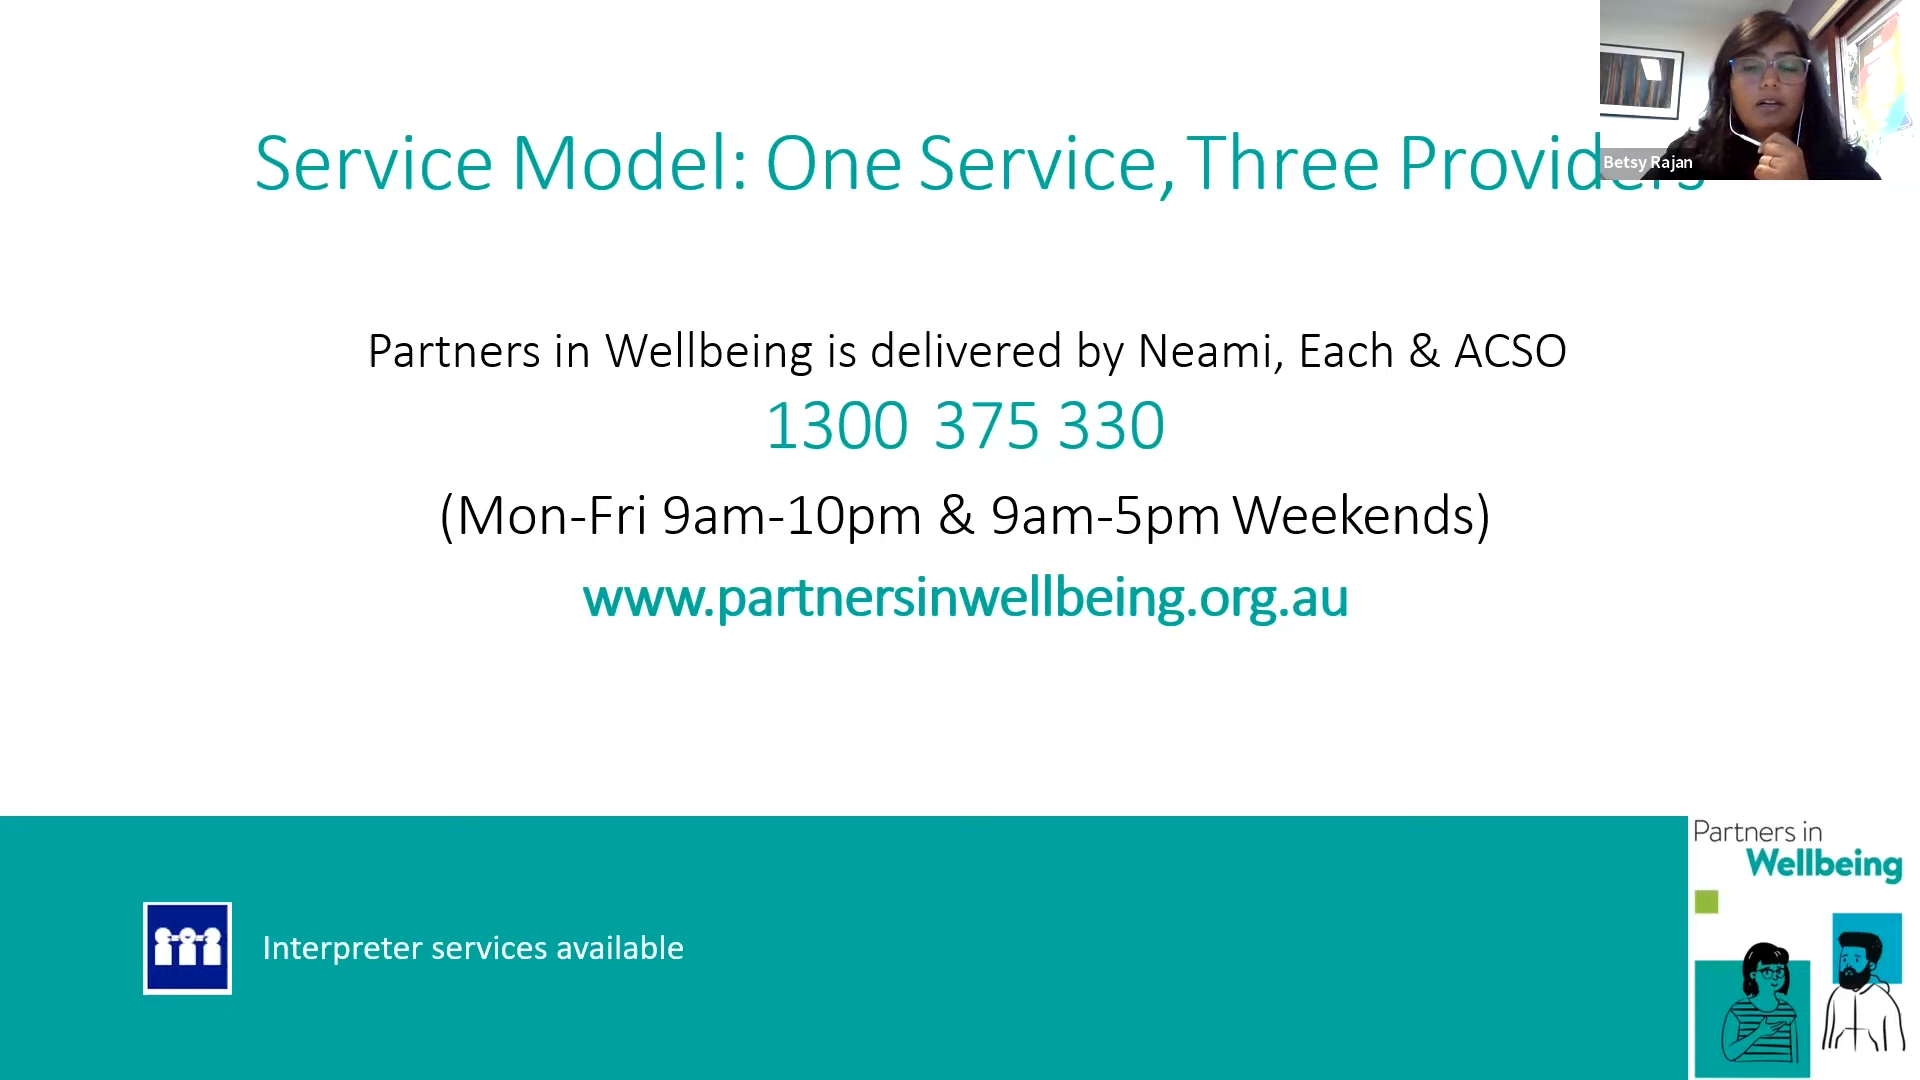 Service Model: One Service, Three Providers
Betsy Rajan
Partners in Wellbeing is delivered by Neami, Each & ACSO
1300 375 330
(Mon-Fri 9am-10pm & 9am-5pm Weekends)
www.partnersinwellbeing.org.au
Interpreter services available
Partners in
Wellbeing